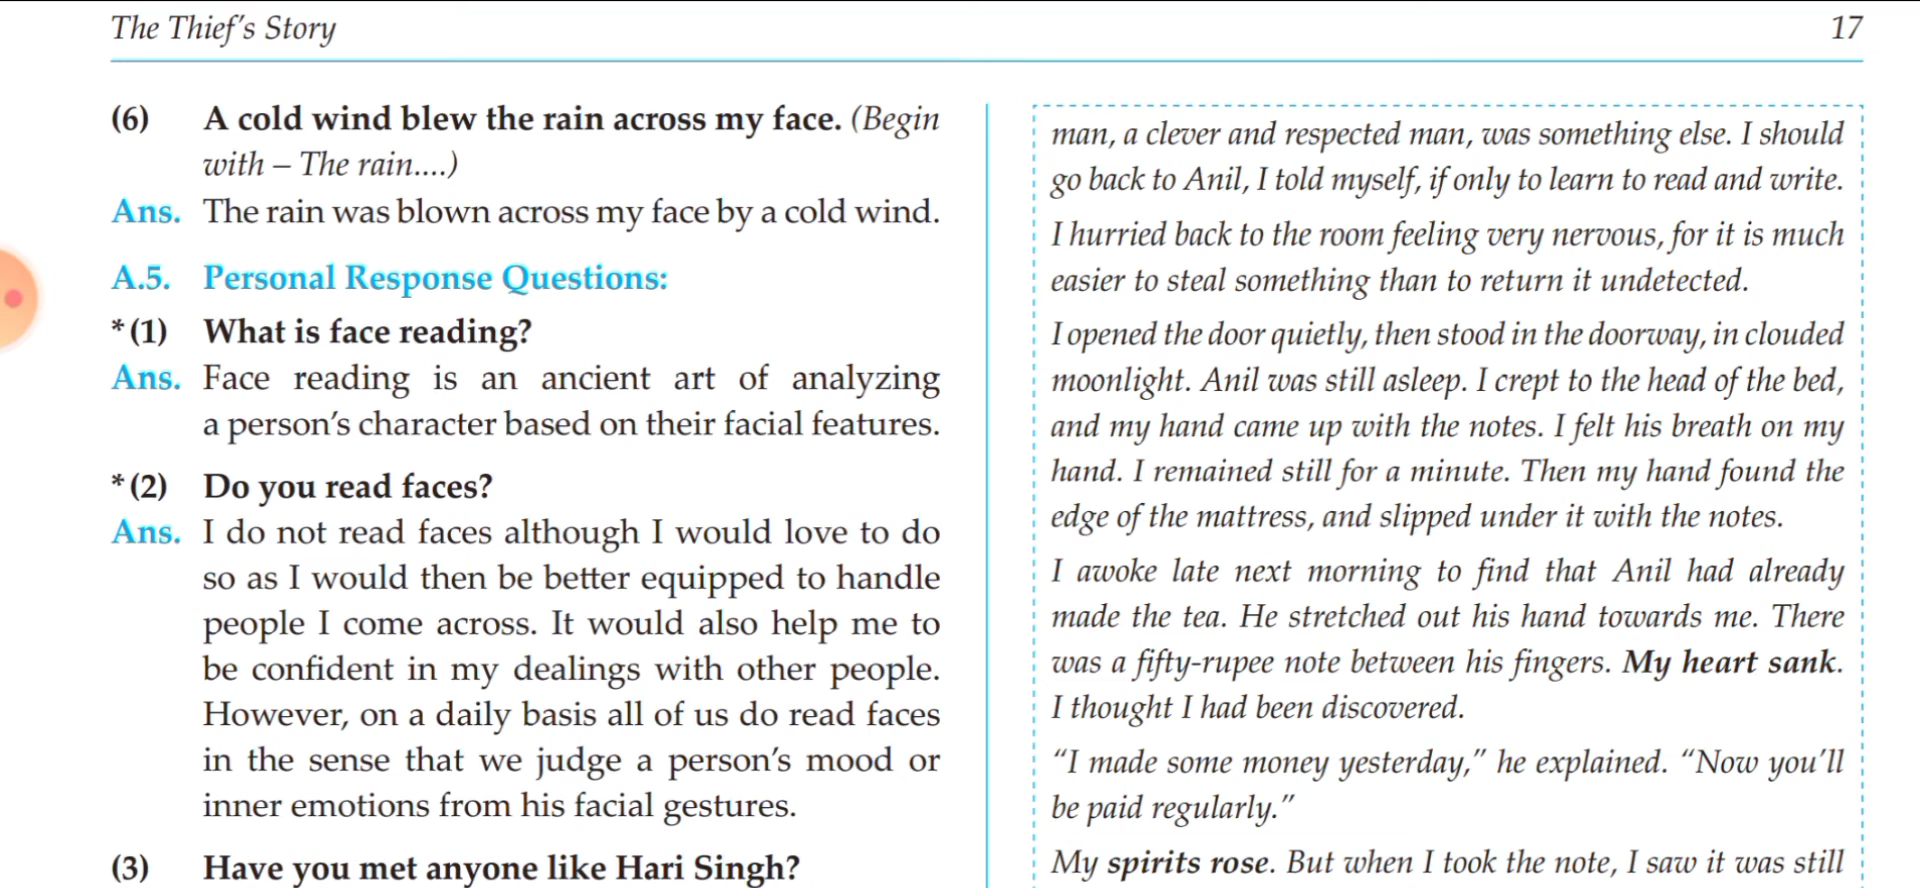 The Thief's Story
17
(6) A cold wind blew the rain across my face. (Begin
with – The rain....)
Ans. The rain was blown across my face by a cold wind.
A.5. Personal Response Questions:
*(1) What is face reading?
Ans. Face reading is an ancient art of analyzing
a person's character based on their facial features.
*(2) Do you read faces?
Ans. I do not read faces although I would love to do
so as I would then be better equipped to handle
people I come across. It would also help me to
be confident in my dealings with other people.
However, on a daily basis all of us do read faces
in the sense that we judge a person's mood or
inner emotions from his facial gestures.
(3) Have you met anyone like Hari Singh?
man, a clever and respected man, was something else. I should
go back to Anil, I told myself, if only to learn to read and write.
I hurried back to the room feeling very nervous, for it is much
easier to steal something than to return it undetected.
I opened the door quietly, then stood in the doorway, in clouded
moonlight. Anil was still asleep. I crept to the head of the bed,
and my hand came up with the notes. I felt his breath on my
hand. I remained still for a minute. Then my hand found the
edge of the mattress, and slipped under it with the notes.
I awoke late next morning to find that Anil had already
made the tea. He stretched out his hand towards me. There
was a fifty-rupee note between his fingers. My heart sank.
I thought I had been discovered.
"I made some money yesterday," he explained. "Now you'll
be paid regularly."
My spirits rose. But when I took the note, I saw it was still